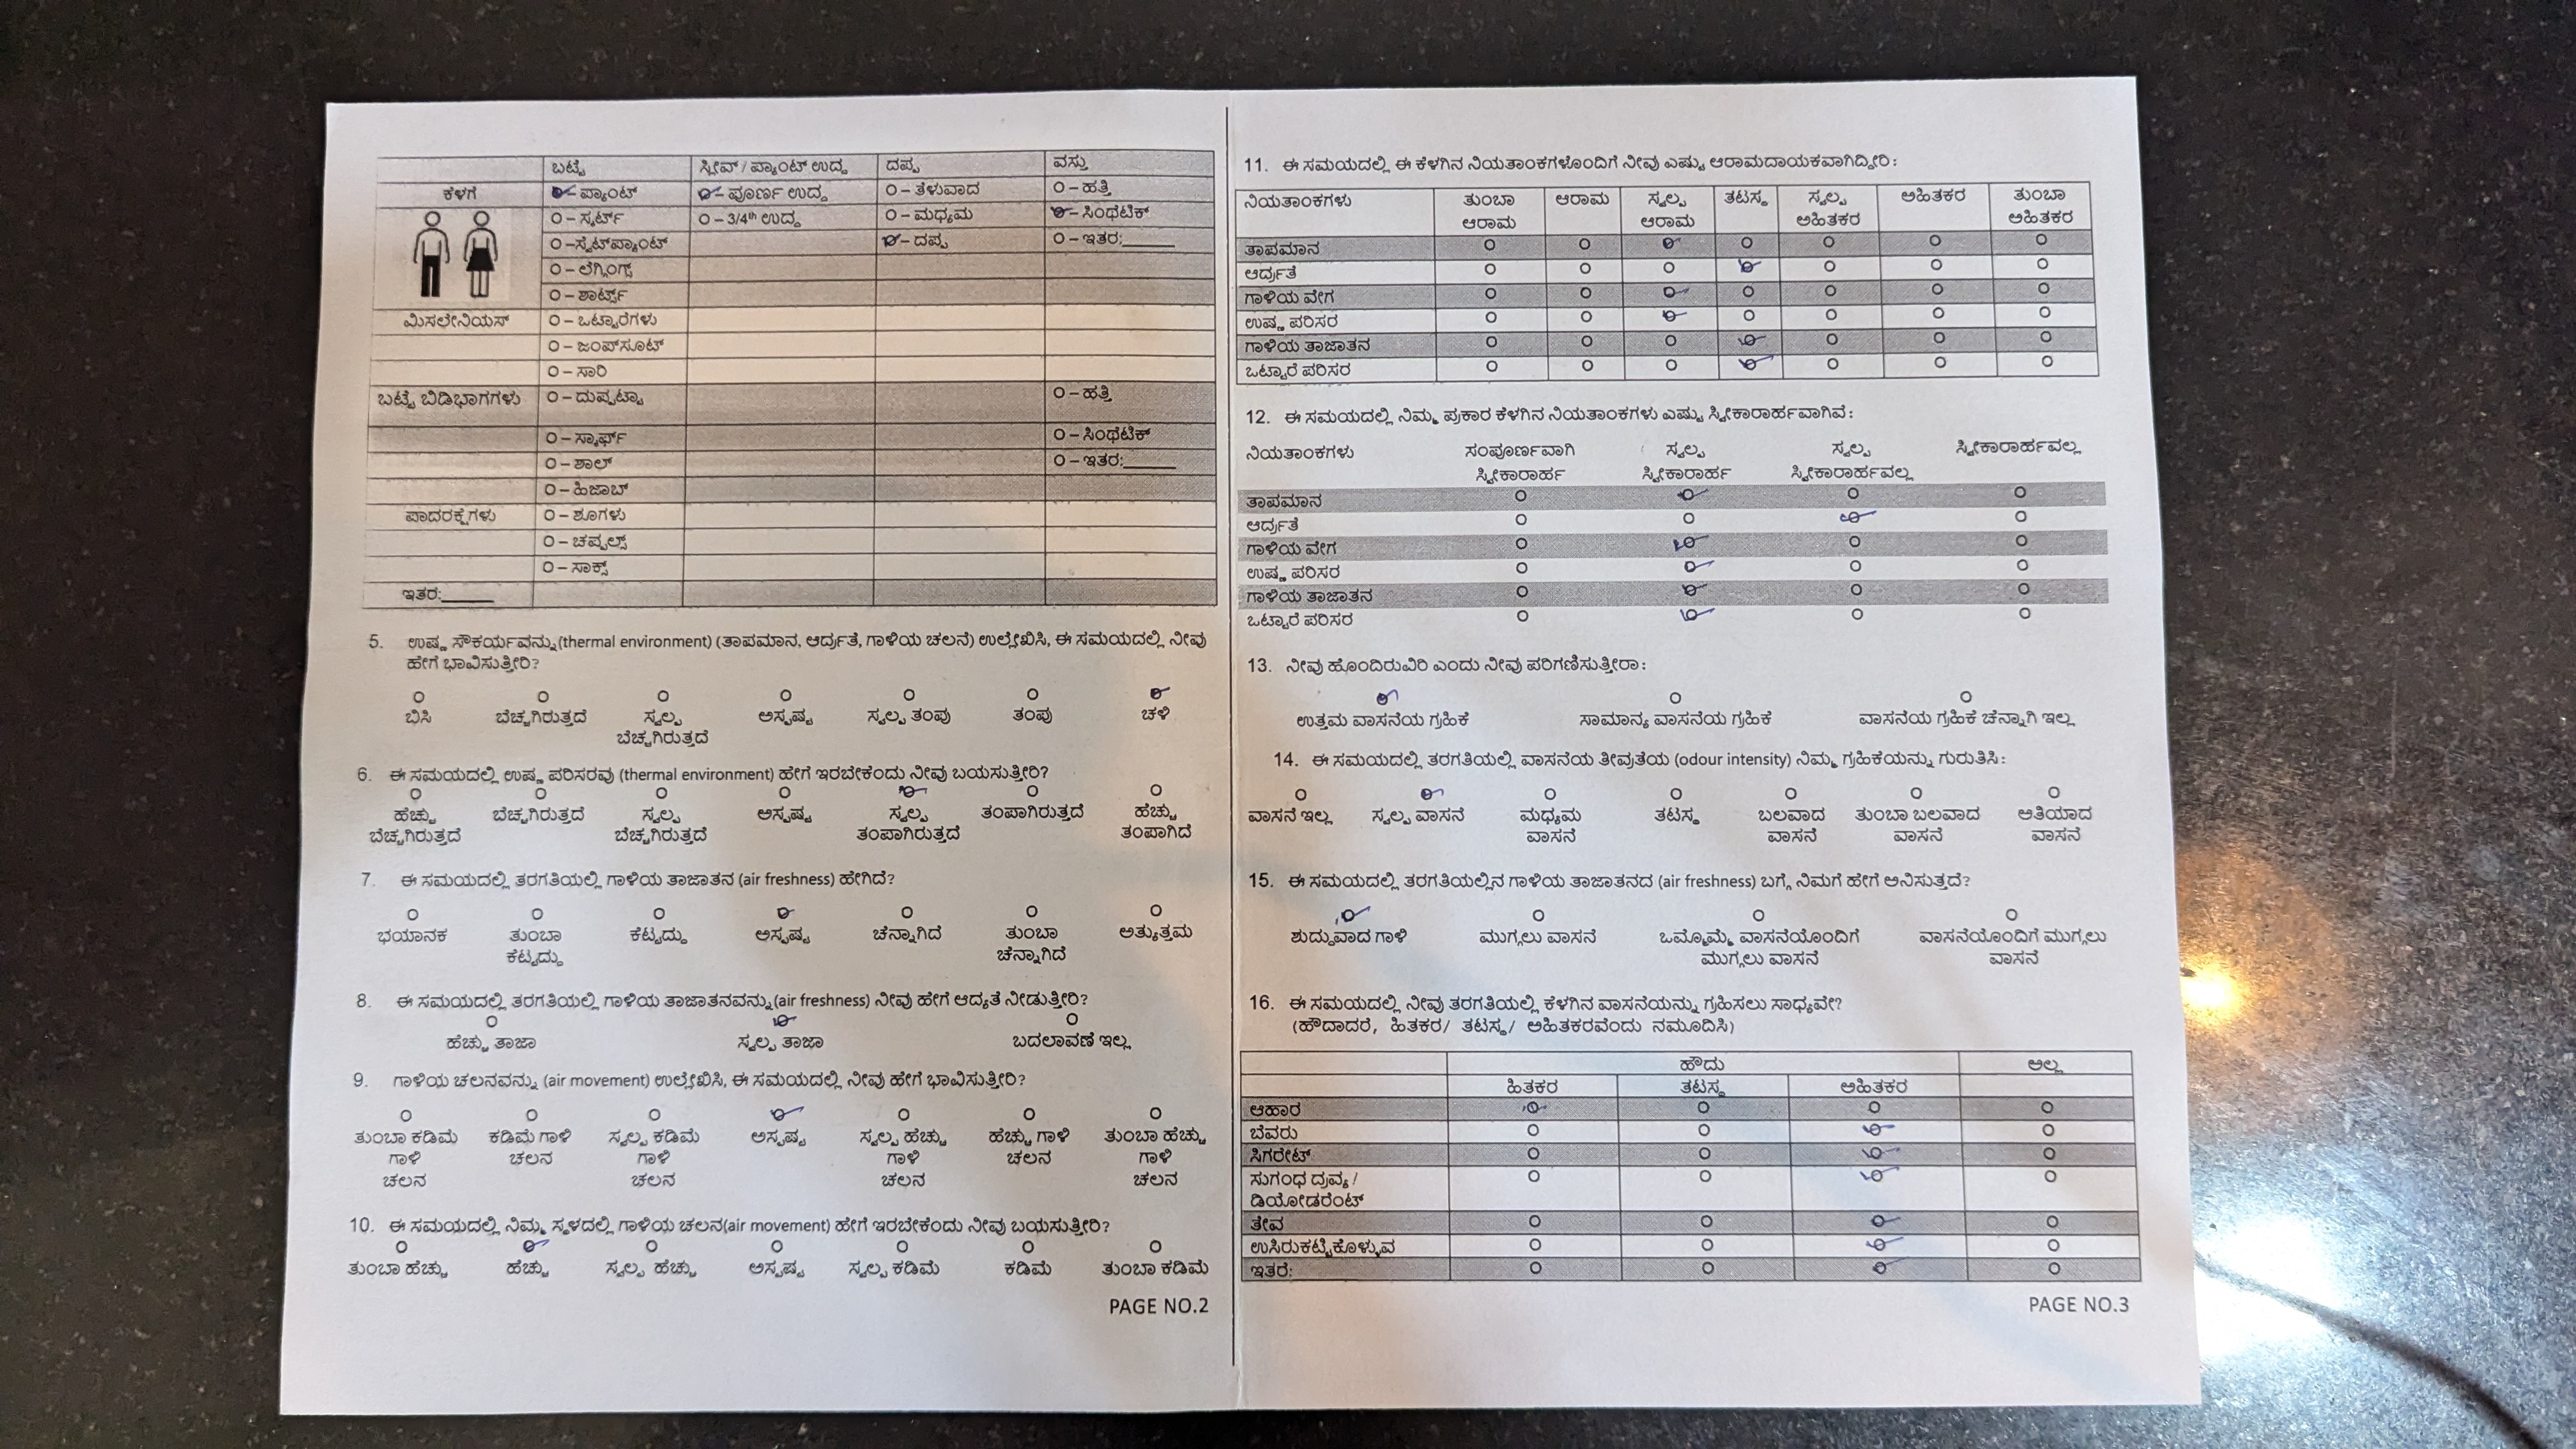 ಬಟ್ಟೆ ಸ್ಲೀವ್ / ಪ್ಯಾಂಟ್ ಉದ್ದ ದಪ್ಪ ವಸ್ತು
ಕೆಳಗೆ O – ಪ್ಯಾಂಟ್ O – ಪೂರ್ಣ ಉದ್ದ O – ತೆಳುವಾದ O – ಹತ್ತಿ
O – ಸ್ಕರ್ಟ್ O – 3/4th ಉದ್ದ O – ಮಧ್ಯಮ O – ಸಿಂಥೆಟಿಕ್
O –ಸ್ವೆಟ್‌ಪ್ಯಾಂಟ್ O – ದಪ್ಪ O – ಇತರ:______
O – ಲೆಗ್ಗಿಂಗ್ಸ್
O – ಶಾರ್ಟ್ಸ್
ಮಿಸಲೇನಿಯಸ್ O – ಒಟ್ಟಾರೆಗಳು
O – ಜಂಪ್‌ಸೂಟ್
O – ಸಾರಿ
ಬಟ್ಟೆ ಬಿಡಿಭಾಗಗಳು O – ದುಪ್ಪಟ್ಟಾ O – ಹತ್ತಿ
O – ಸ್ಕಾರ್ಫ್ O – ಸಿಂಥೆಟಿಕ್
O – ಶಾಲ್ O – ಇತರ:______
O – ಹಿಜಾಬ್
ಪಾದರಕ್ಷೆಗಳು O – ಶೂಗಳು
O – ಚಪ್ಪಲ್ಸ್
O – ಸಾಕ್ಸ್
ಇತರ:______
5. ಉಷ್ಣ ಸೌಕರ್ಯವನ್ನು(thermal environment) (ತಾಪಮಾನ, ಆರ್ದ್ರತೆ, ಗಾಳಿಯ ಚಲನೆ) ಉಲ್ಲೇಖಿಸಿ, ಈ ಸಮಯದಲ್ಲಿ ನೀವು
ಹೇಗೆ ಭಾವಿಸುತ್ತೀರಿ?
ಬಿಸಿ ಬೆಚ್ಚಗಿರುತ್ತದೆ ಸ್ವಲ್ಪ ಅಸ್ಪಷ್ಟ ಸ್ವಲ್ಪ ತಂಪು ತಂಪು ಚಳಿ
ಬೆಚ್ಚಗಿರುತ್ತದೆ
6. ಈ ಸಮಯದಲ್ಲಿ ಉಷ್ಣ ಪರಿಸರವು (thermal environment) ಹೇಗೆ ಇರಬೇಕೆಂದು ನೀವು ಬಯಸುತ್ತೀರಿ?
ಹೆಚ್ಚು ಬೆಚ್ಚಗಿರುತ್ತದೆ ಸ್ವಲ್ಪ ಅಸ್ಪಷ್ಟ ಸ್ವಲ್ಪ ತಂಪಾಗಿರುತ್ತದೆ ಹೆಚ್ಚು
ಬೆಚ್ಚಗಿರುತ್ತದೆ ಬೆಚ್ಚಗಿರುತ್ತದೆ ತಂಪಾಗಿರುತ್ತದೆ ತಂಪಾಗಿದೆ
7. ಈ ಸಮಯದಲ್ಲಿ ತರಗತಿಯಲ್ಲಿ ಗಾಳಿಯ ತಾಜಾತನ (air freshness) ಹೇಗಿದೆ?
ಭಯಾನಕ ತುಂಬಾ ಕೆಟ್ಟದ್ದು ಅಸ್ಪಷ್ಟ ಚೆನ್ನಾಗಿದೆ ತುಂಬಾ ಅತ್ಯುತ್ತಮ
ಕೆಟ್ಟದ್ದು ಚೆನ್ನಾಗಿದೆ
8. ಈ ಸಮಯದಲ್ಲಿ ತರಗತಿಯಲ್ಲಿ ಗಾಳಿಯ ತಾಜಾತನವನ್ನು(air freshness) ನೀವು ಹೇಗೆ ಆದ್ಯತೆ ನೀಡುತ್ತೀರಿ?
ಹೆಚ್ಚು ತಾಜಾ ಸ್ವಲ್ಪ ತಾಜಾ ಬದಲಾವಣೆ ಇಲ್ಲ
9. ಗಾಳಿಯ ಚಲನವನ್ನು (air movement) ಉಲ್ಲೇಖಿಸಿ, ಈ ಸಮಯದಲ್ಲಿ ನೀವು ಹೇಗೆ ಭಾವಿಸುತ್ತೀರಿ?
ತುಂಬಾ ಕಡಿಮೆ ಕಡಿಮೆ ಗಾಳಿ ಸ್ವಲ್ಪ ಕಡಿಮೆ ಅಸ್ಪಷ್ಟ ಸ್ವಲ್ಪ ಹೆಚ್ಚು ಹೆಚ್ಚು ಗಾಳಿ ತುಂಬಾ ಹೆಚ್ಚು
ಗಾಳಿ ಚಲನ ಗಾಳಿ ಗಾಳಿ ಚಲನ ಗಾಳಿ
ಚಲನ ಚಲನ ಚಲನ ಚಲನ
10. ಈ ಸಮಯದಲ್ಲಿ ನಿಮ್ಮ ಸ್ಥಳದಲ್ಲಿ ಗಾಳಿಯ ಚಲನ(air movement) ಹೇಗೆ ಇರಬೇಕೆಂದು ನೀವು ಬಯಸುತ್ತೀರಿ?
ತುಂಬಾ ಹೆಚ್ಚು ಹೆಚ್ಚು ಸ್ವಲ್ಪ ಹೆಚ್ಚು ಅಸ್ಪಷ್ಟ ಸ್ವಲ್ಪ ಕಡಿಮೆ ಕಡಿಮೆ ತುಂಬಾ ಕಡಿಮೆ
PAGE NO.2
11. ಈ ಸಮಯದಲ್ಲಿ ಈ ಕೆಳಗಿನ ನಿಯತಾಂಕಗಳೊಂದಿಗೆ ನೀವು ಎಷ್ಟು ಆರಾಮದಾಯಕವಾಗಿದ್ದೀರಿ:
ನಿಯತಾಂಕಗಳು ತುಂಬಾ ಆರಾಮ ಸ್ವಲ್ಪ ತಟಸ್ಥ ಸ್ವಲ್ಪ ಅಹಿತಕರ ತುಂಬಾ
ಆರಾಮ ಆರಾಮ ಅಹಿತಕರ ಅಹಿತಕರ
ತಾಪಮಾನ
ಆರ್ದ್ರತೆ
ಗಾಳಿಯ ವೇಗ
ಉಷ್ಣ ಪರಿಸರ
ಗಾಳಿಯ ತಾಜಾತನ
ಒಟ್ಟಾರೆ ಪರಿಸರ
12. ಈ ಸಮಯದಲ್ಲಿ ನಿಮ್ಮ ಪ್ರಕಾರ ಕೆಳಗಿನ ನಿಯತಾಂಕಗಳು ಎಷ್ಟು ಸ್ವೀಕಾರಾರ್ಹವಾಗಿವೆ:
ನಿಯತಾಂಕಗಳು ಸಂಪೂರ್ಣವಾಗಿ ಸ್ವಲ್ಪ ಸ್ವಲ್ಪ ಸ್ವೀಕಾರಾರ್ಹವಲ್ಲ
ಸ್ವೀಕಾರಾರ್ಹ ಸ್ವೀಕಾರಾರ್ಹ ಸ್ವೀಕಾರಾರ್ಹವಲ್ಲ
ತಾಪಮಾನ
ಆರ್ದ್ರತೆ
ಗಾಳಿಯ ವೇಗ
ಉಷ್ಣ ಪರಿಸರ
ಗಾಳಿಯ ತಾಜಾತನ
ಒಟ್ಟಾರೆ ಪರಿಸರ
13. ನೀವು ಹೊಂದಿರುವಿರಿ ಎಂದು ನೀವು ಪರಿಗಣಿಸುತ್ತೀರಾ:
ಉತ್ತಮ ವಾಸನೆಯ ಗ್ರಹಿಕೆ ಸಾಮಾನ್ಯ ವಾಸನೆಯ ಗ್ರಹಿಕೆ ವಾಸನೆಯ ಗ್ರಹಿಕೆ ಚೆನ್ನಾಗಿ ಇಲ್ಲ
14. ಈ ಸಮಯದಲ್ಲಿ ತರಗತಿಯಲ್ಲಿ ವಾಸನೆಯ ತೀವ್ರತೆಯ (odour intensity) ನಿಮ್ಮ ಗ್ರಹಿಕೆಯನ್ನು ಗುರುತಿಸಿ:
ವಾಸನೆ ಇಲ್ಲ ಸ್ವಲ್ಪ ವಾಸನೆ ಮಧ್ಯಮ ತಟಸ್ಥ ಬಲವಾದ ತುಂಬಾ ಬಲವಾದ ಅತಿಯಾದ
ವಾಸನೆ ವಾಸನೆ ವಾಸನೆ ವಾಸನೆ
15. ಈ ಸಮಯದಲ್ಲಿ ತರಗತಿಯಲ್ಲಿನ ಗಾಳಿಯ ತಾಜಾತನದ (air freshness) ಬಗ್ಗೆ ನಿಮಗೆ ಹೇಗೆ ಅನಿಸುತ್ತದೆ?
ಶುದ್ಧವಾದ ಗಾಳಿ ಮುಗ್ಗಲು ವಾಸನೆ ಒಮ್ಮೊಮ್ಮೆ ವಾಸನೆಯೊಂದಿಗೆ ವಾಸನೆಯೊಂದಿಗೆ ಮುಗ್ಗಲು
ಮುಗ್ಗಲು ವಾಸನೆ ವಾಸನೆ
16. ಈ ಸಮಯದಲ್ಲಿ ನೀವು ತರಗತಿಯಲ್ಲಿ ಕೆಳಗಿನ ವಾಸನೆಯನ್ನು ಗ್ರಹಿಸಲು ಸಾಧ್ಯವೇ?
(ಹೌದಾದರೆ, ಹಿತಕರ/ ತಟಸ್ಥ/ ಅಹಿತಕರವೆಂದು ನಮೂದಿಸಿ)
ಹೌದು ಅಲ್ಲ
ಹಿತಕರ ತಟಸ್ಥ ಅಹಿತಕರ
ಆಹಾರ
ಬೆವರು
ಸಿಗರೇಟ್
ಸುಗಂಧ ದ್ರವ್ಯ/
ಡಿಯೋಡರೆಂಟ್
ತೇವ
ಉಸಿರುಕಟ್ಟಿಕೊಳ್ಳುವ
ಇತರೆ:
PAGE NO.3